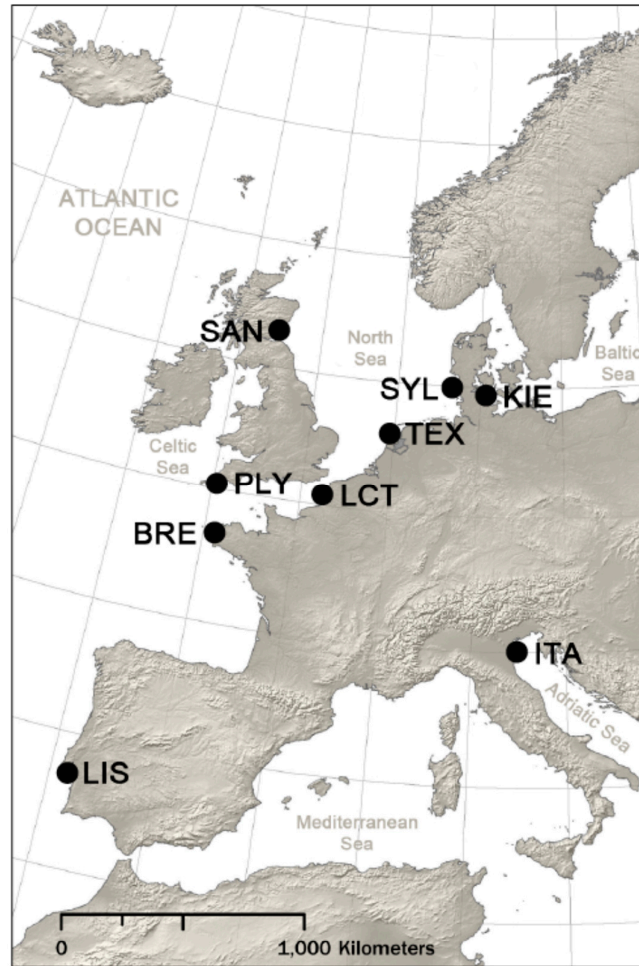 ATLANTIC
OCEAN
SAN
North
Sea
Baltic
Sea
SYL
KIE
TEX
Celtic
Sea
PLY
LCT
BRE
ITA
Adriatic Sea
LIS
Mediterranean
Sea
0
1,000 Kilometers